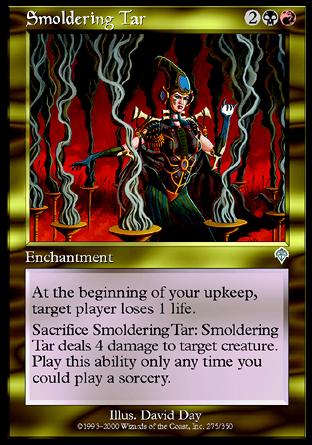 Smoldering Tar 2
Enchantment
At the beginning of your upkeep,
target player loses 1 life.
Sacrifice Smoldering Tar: Smoldering
Tar deals 4 damage to target creature.
Play this ability only any time you
could play a sorcery.
Illus. David Day
©1993–2000 Wizards of the Coast, Inc. 275/350